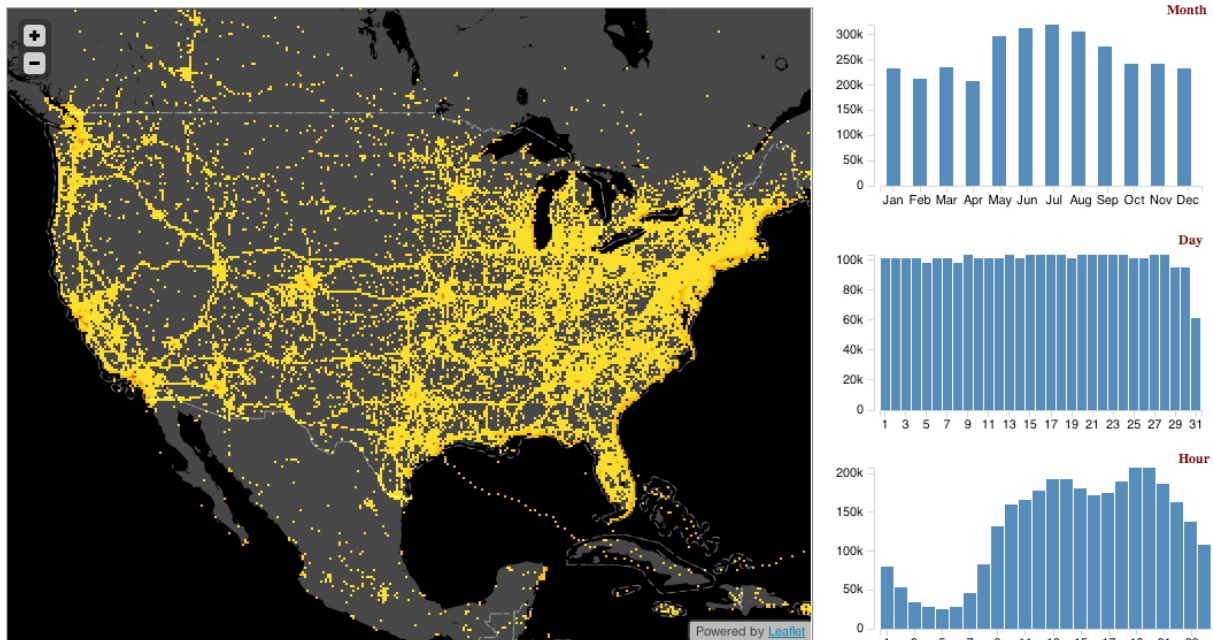 +
−
Powered by Leaflet
Month
300k
250k
200k
150k
100k
50k
0
Jan Feb Mar Apr May Jun Jul Aug Sep Oct Nov Dec
Day
100k
80k
60k
40k
20k
0
1 3 5 7 9 11 13 15 17 19 21 23 25 27 29 31
Hour
200k
150k
100k
50k
0